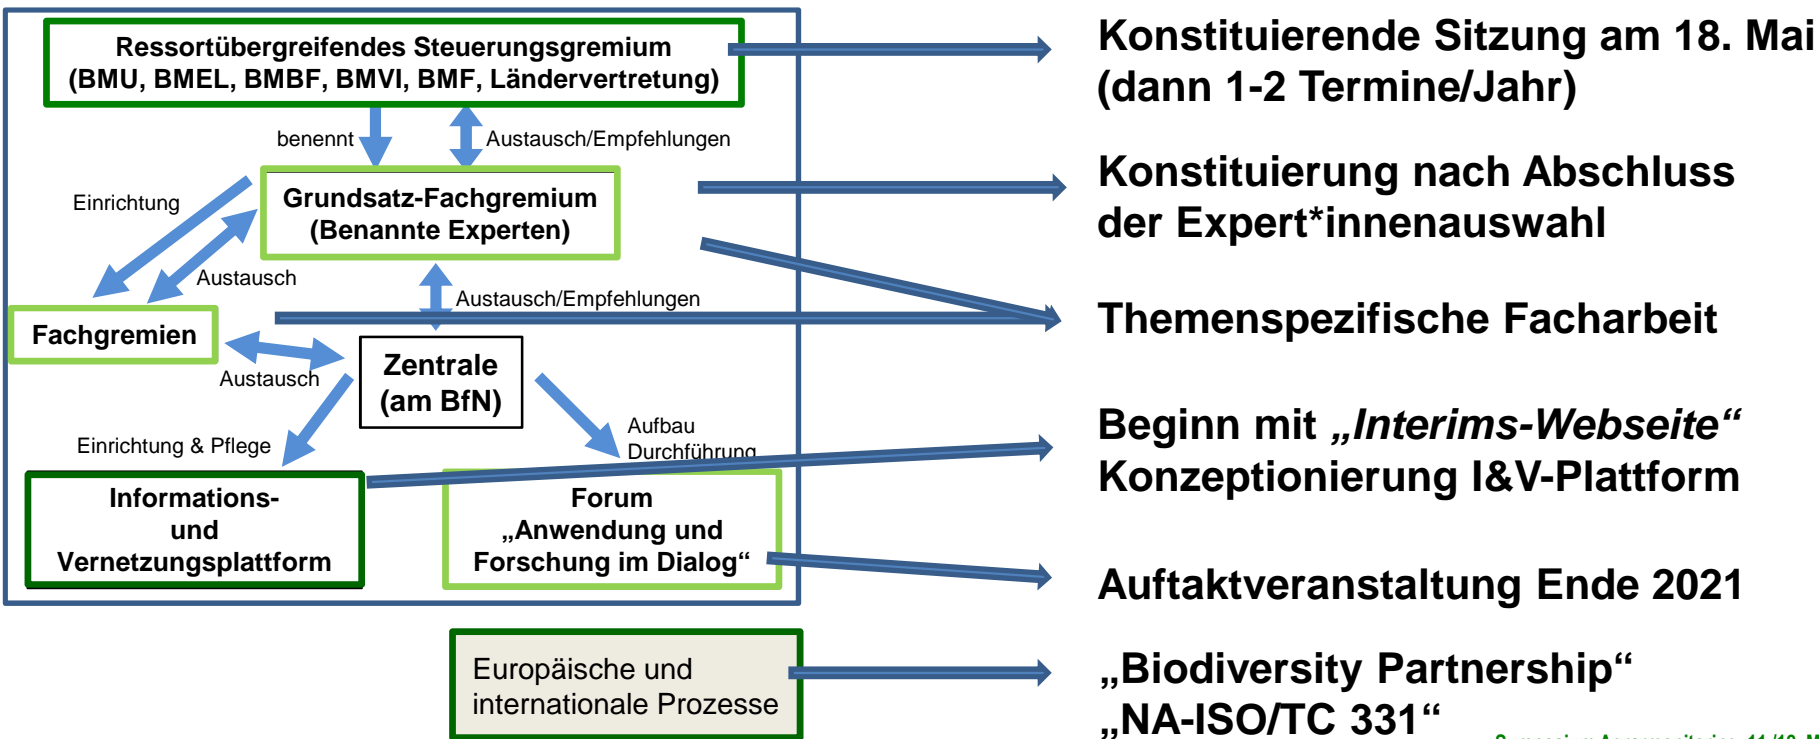 Ressortübergreifendes Steuerungsgremium
(BMU, BMEL, BMBF, BMVI, BMF, Ländervertretung)
benennt
Austausch/Empfehlungen
Einrichtung
Grundsatz-Fachgremium
(Benannte Experten)
Austausch
Austausch/Empfehlungen
Fachgremien
Zentrale
(am BfN)
Austausch
Einrichtung & Pflege
Aufbau
Durchführung
Informations-
und
Vernetzungsplattform
Forum
„Anwendung und
Forschung im Dialog“
Europäische und
internationale Prozesse
Konstituierende Sitzung am 18. Mai
(dann 1-2 Termine/Jahr)
Konstituierung nach Abschluss
der Expert*innenauswahl
Themenspezifische Facharbeit
Beginn mit „Interims-Webseite“
Konzeptionierung I&V-Plattform
Auftaktveranstaltung Ende 2021
„Biodiversity Partnership“
„NA-ISO/TC 331“